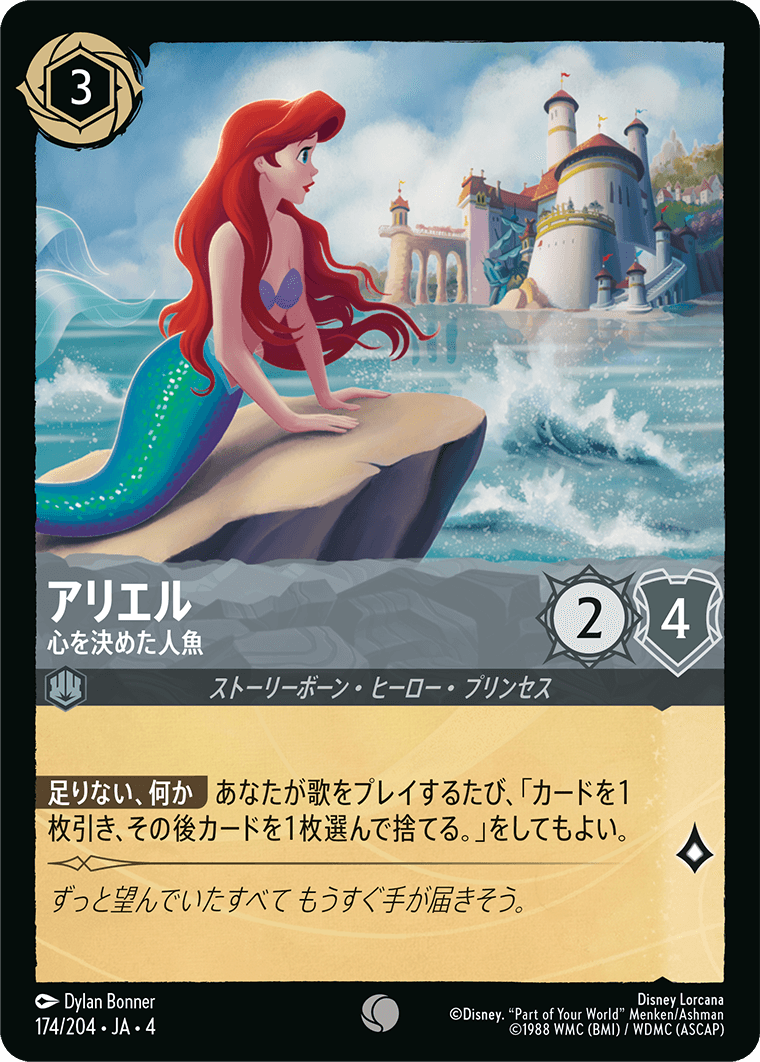 3
アリエル
心を決めた人魚
2
4
ストーリーボーン・ヒーロー・プリンセス
足りない、何か あなたが歌をプレイするたび、「カードを1
枚引き、その後カードを1枚選んで捨てる。」をしてもよい。
ずっと望んでいたすべて もうすぐ手が届きそう。
Dylan Bonner
174/204・JA・4
Disney Lorcana
©Disney. “Part of Your World” Menken/Ashman
©1988 WMC (BMI) / WDMC (ASCAP)